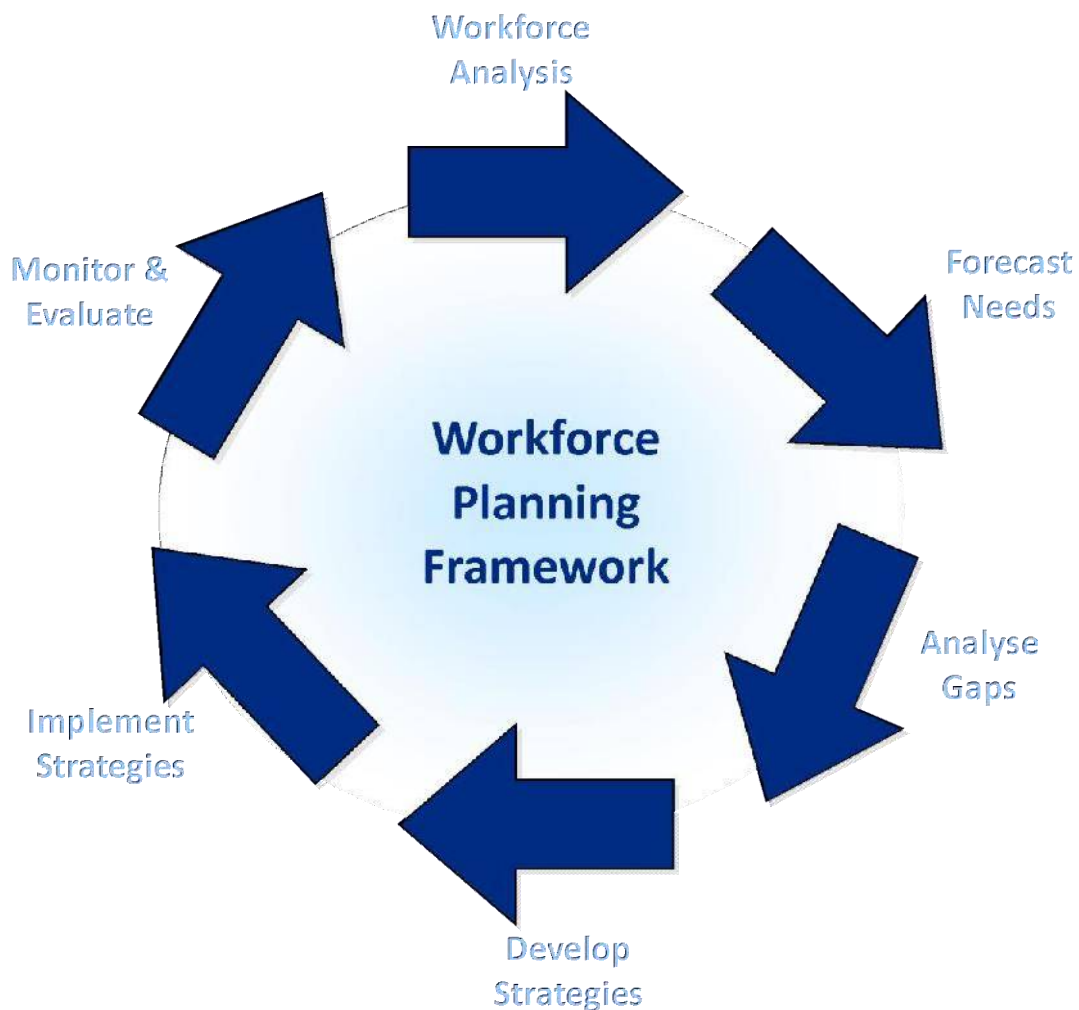 Workforce
Analysis
Forecast
Needs
Analyse
Gaps
Develop
Strategies
Implement
Strategies
Monitor &
Evaluate
Workforce
Planning
Framework